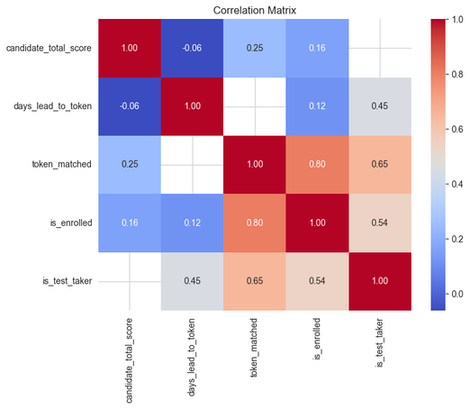 Correlation Matrix
candidate_total_score 1.00 -0.06 0.25 0.16
days_lead_to_token -0.06 1.00 0.12 0.45
token_matched 0.25 1.00 0.80 0.65
is_enrolled 0.16 0.12 0.80 1.00 0.54
is_test_taker 0.45 0.65 0.54 1.00
candidate_total_score
days_lead_to_token
token_matched
is_enrolled
is_test_taker
1.0
0.8
0.6
0.4
0.2
0.0